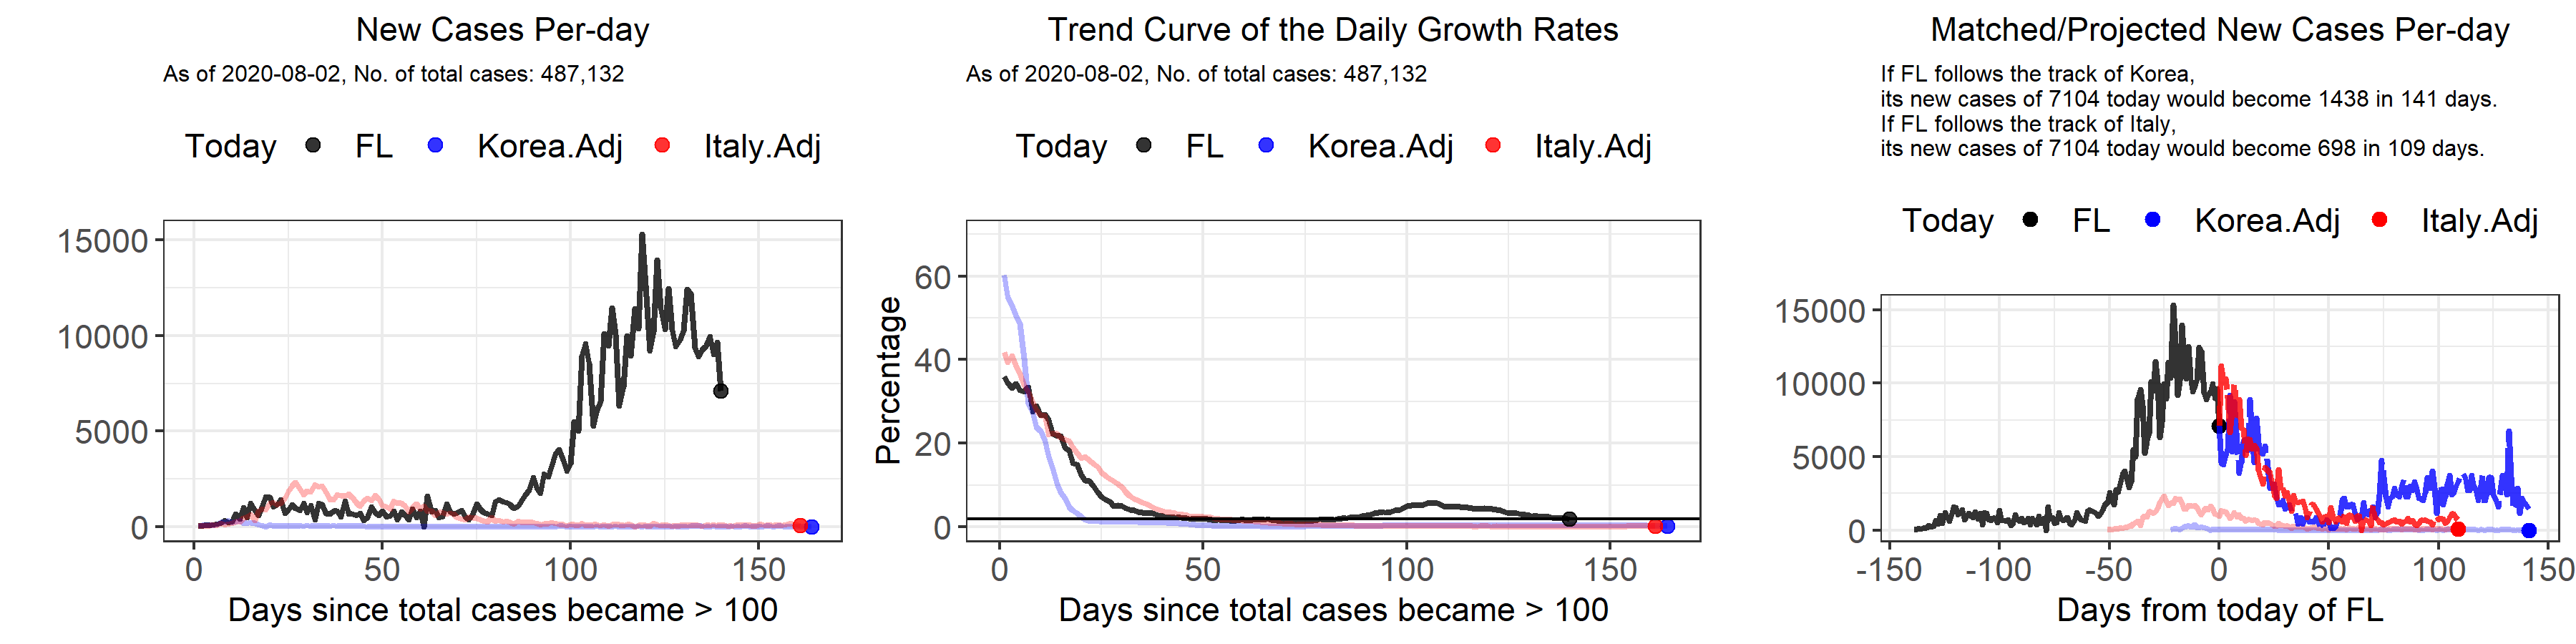 New Cases Per-day
As of 2020-08-02, No. of total cases: 487,132
Today FL Korea.Adj Italy.Adj
15000
10000
5000
0
0 50 100 150
Days since total cases became > 100
Trend Curve of the Daily Growth Rates
As of 2020-08-02, No. of total cases: 487,132
Today FL Korea.Adj Italy.Adj
Percentage
60
40
20
0
0 50 100 150
Days since total cases became > 100
Matched/Projected New Cases Per-day
If FL follows the track of Korea,
its new cases of 7104 today would become 1438 in 141 days.
If FL follows the track of Italy,
its new cases of 7104 today would become 698 in 109 days.
Today FL Korea.Adj Italy.Adj
15000
10000
5000
0
-150 -100 -50 0 50 100 150
Days from today of FL